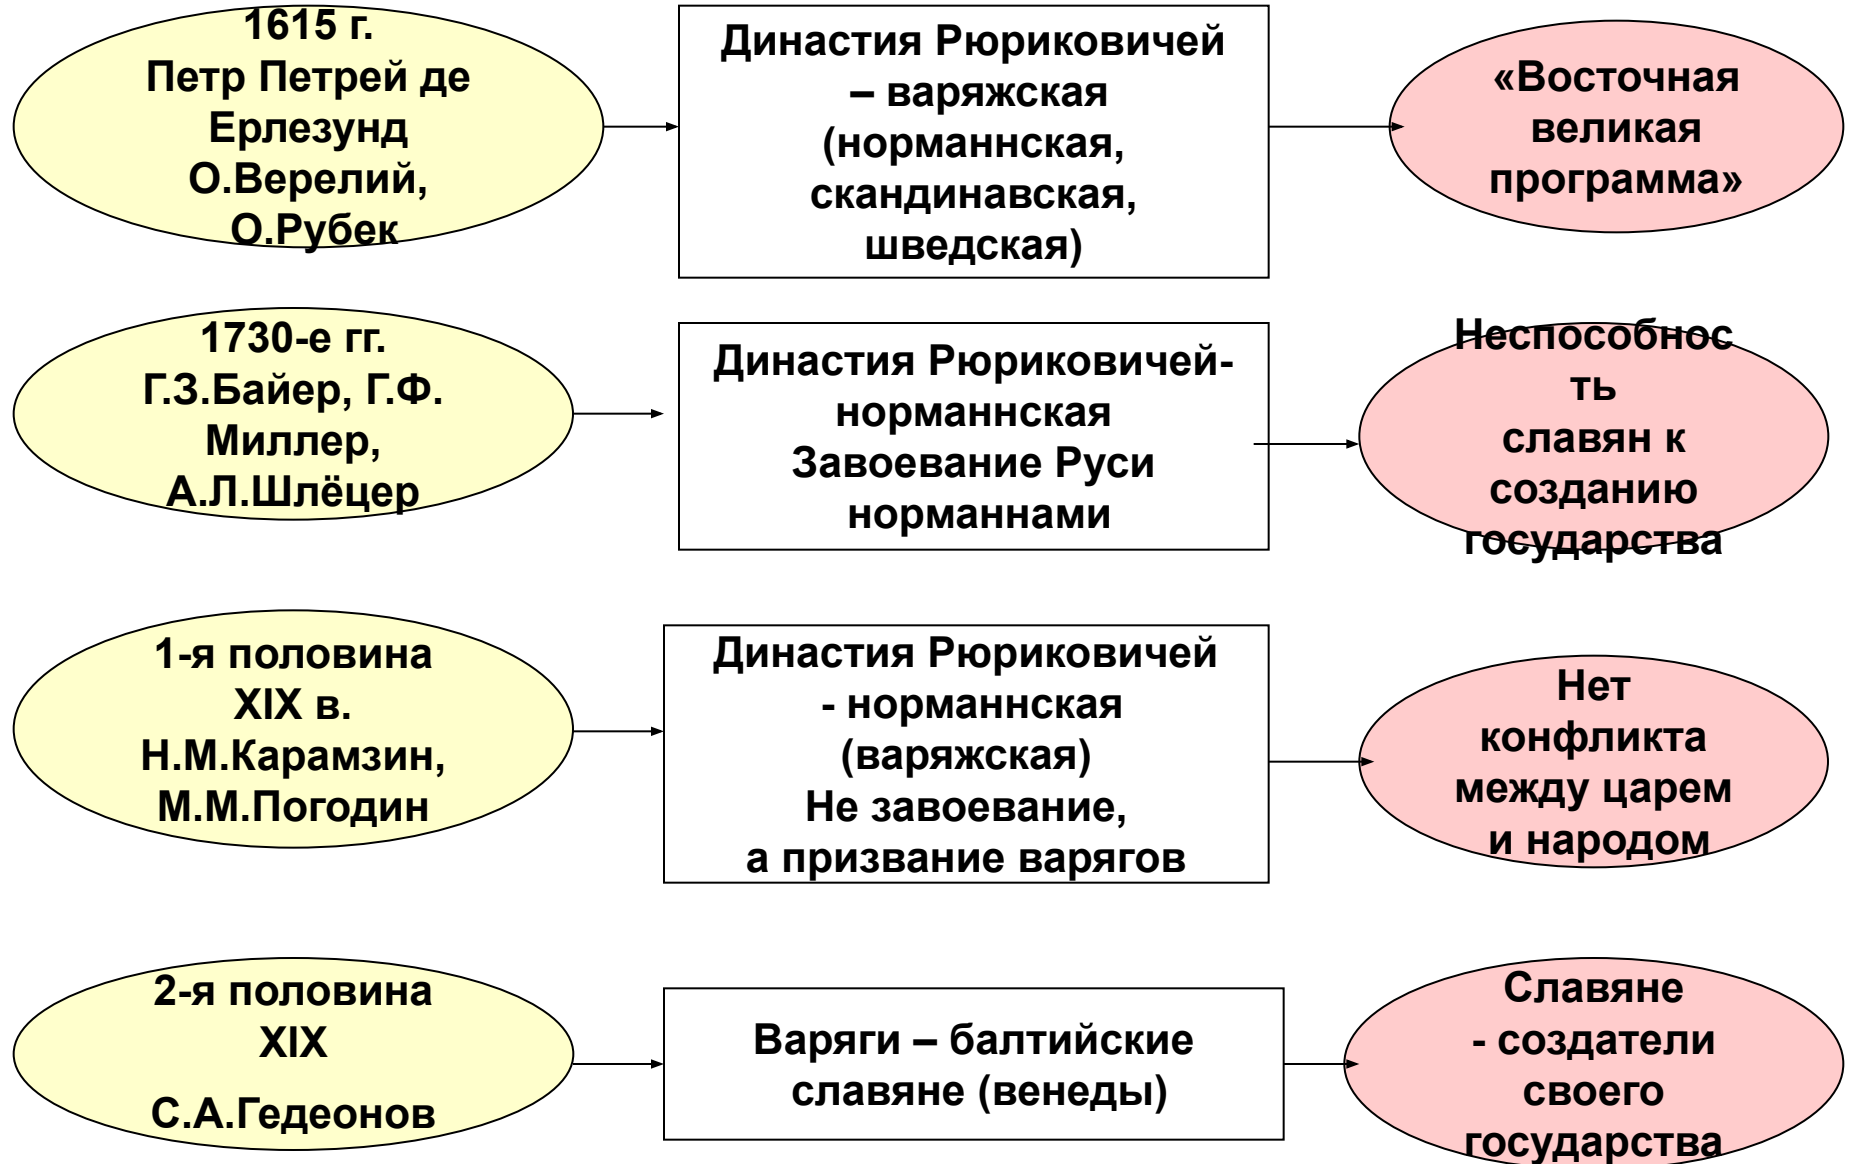 1615 г.
Петр Петрей де
Ерлезунд
О.Верелий,
О.Рубек
Династия Рюриковичей
– варяжская
(норманнская,
скандинавская,
шведская)
«Восточная
великая
программа»
1730-е гг.
Г.З.Байер, Г.Ф.
Миллер,
А.Л.Шлёцер
Династия Рюриковичей-
норманнская
Завоевание Руси
норманнами
Неспособнос
ть
славян к
созданию
государства
1-я половина
XIX в.
Н.М.Карамзин,
М.М.Погодин
Династия Рюриковичей
- норманнская
(варяжская)
Не завоевание,
а призвание варягов
Нет
конфликта
между царем
и народом
2-я половина
XIX
С.А.Гедеонов
Варяги – балтийские
славяне (венеды)
Славяне
- создатели
своего
государства